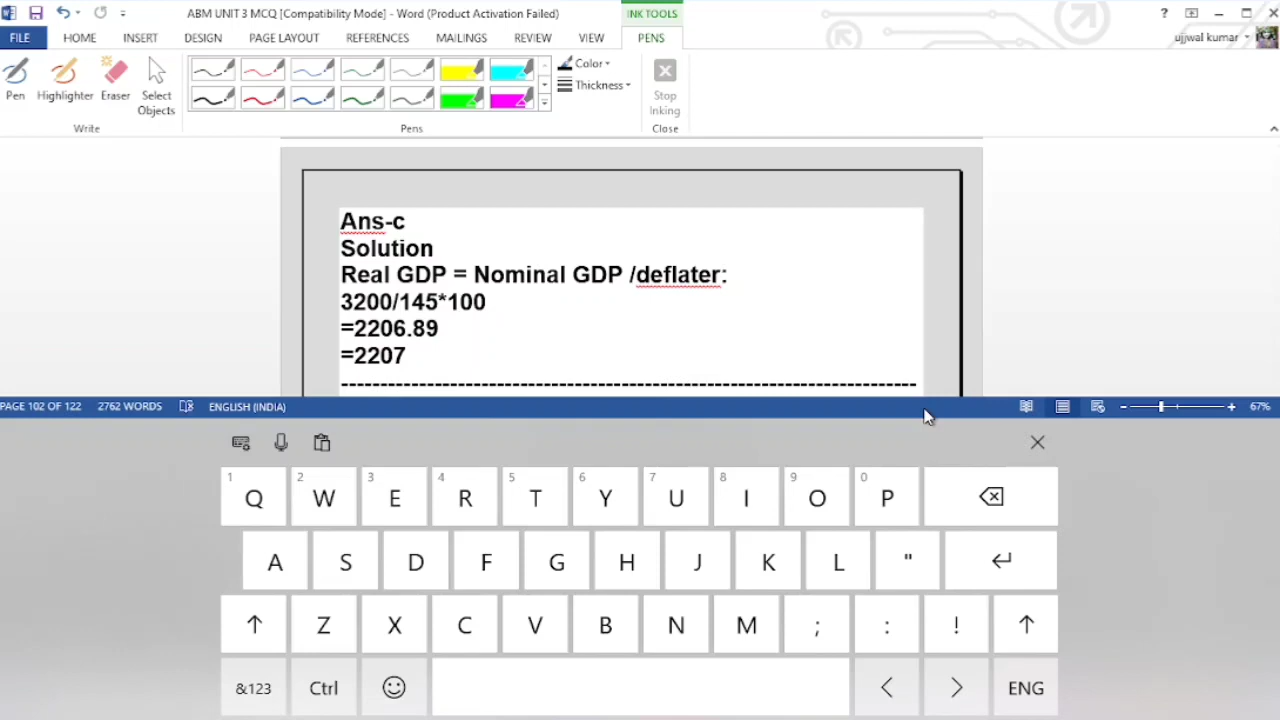 ABM UNIT 3 MCQ [Compatibility Mode] - Word (Product Activation Failed)
INK TOOLS
?
FILE
HOME
INSERT
DESIGN
PAGE LAYOUT
REFERENCES
MAILINGS
REVIEW
VIEW
PENS
ujjwal kumar
Pen
Highlighter
Eraser
Select
Objects
Color
Thickness
Stop
Inking
Write
Pens
Close
Ans-c
Solution
Real GDP = Nominal GDP /deflater:
3200/145*100
=2206.89
=2207
--------------------------------------------------------------------------
PAGE 102 OF 122
2762 WORDS
ENGLISH (INDIA)
67%
1 2 3 4 5 6 7 8 9 0
Q W E R T Y U I O P
A S D F G H J K L "
Z X C V B N M ; : !
&123 Ctrl ENG